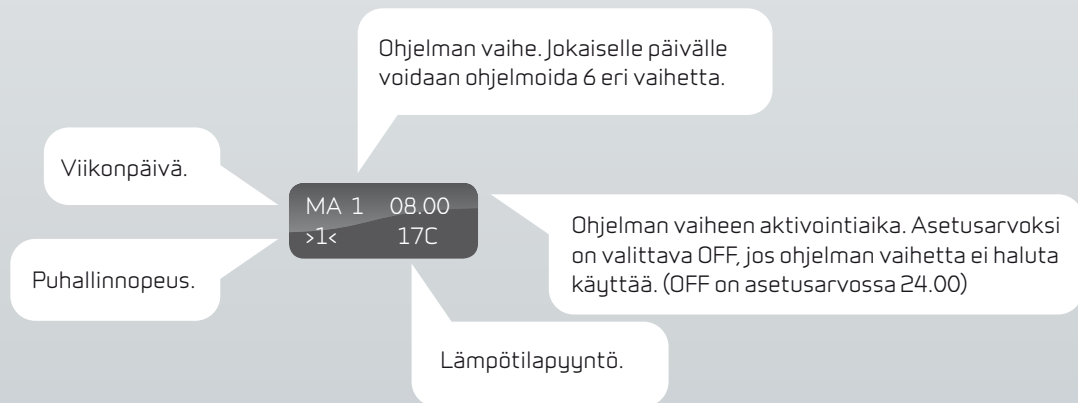 Ohjelman vaihe. Jokaiselle päivälle
voidaan ohjelmoida 6 eri vaihetta.
Viikonpäivä.
MA 1 08.00
>1< 17C
Ohjelman vaiheen aktivointiaika. Asetusarvoksi
on valittava OFF, jos ohjelman vaihetta ei haluta
käyttää. (OFF on asetusarvossa 24.00)
Puhallinnopeus.
Lämpötilapyyntö.